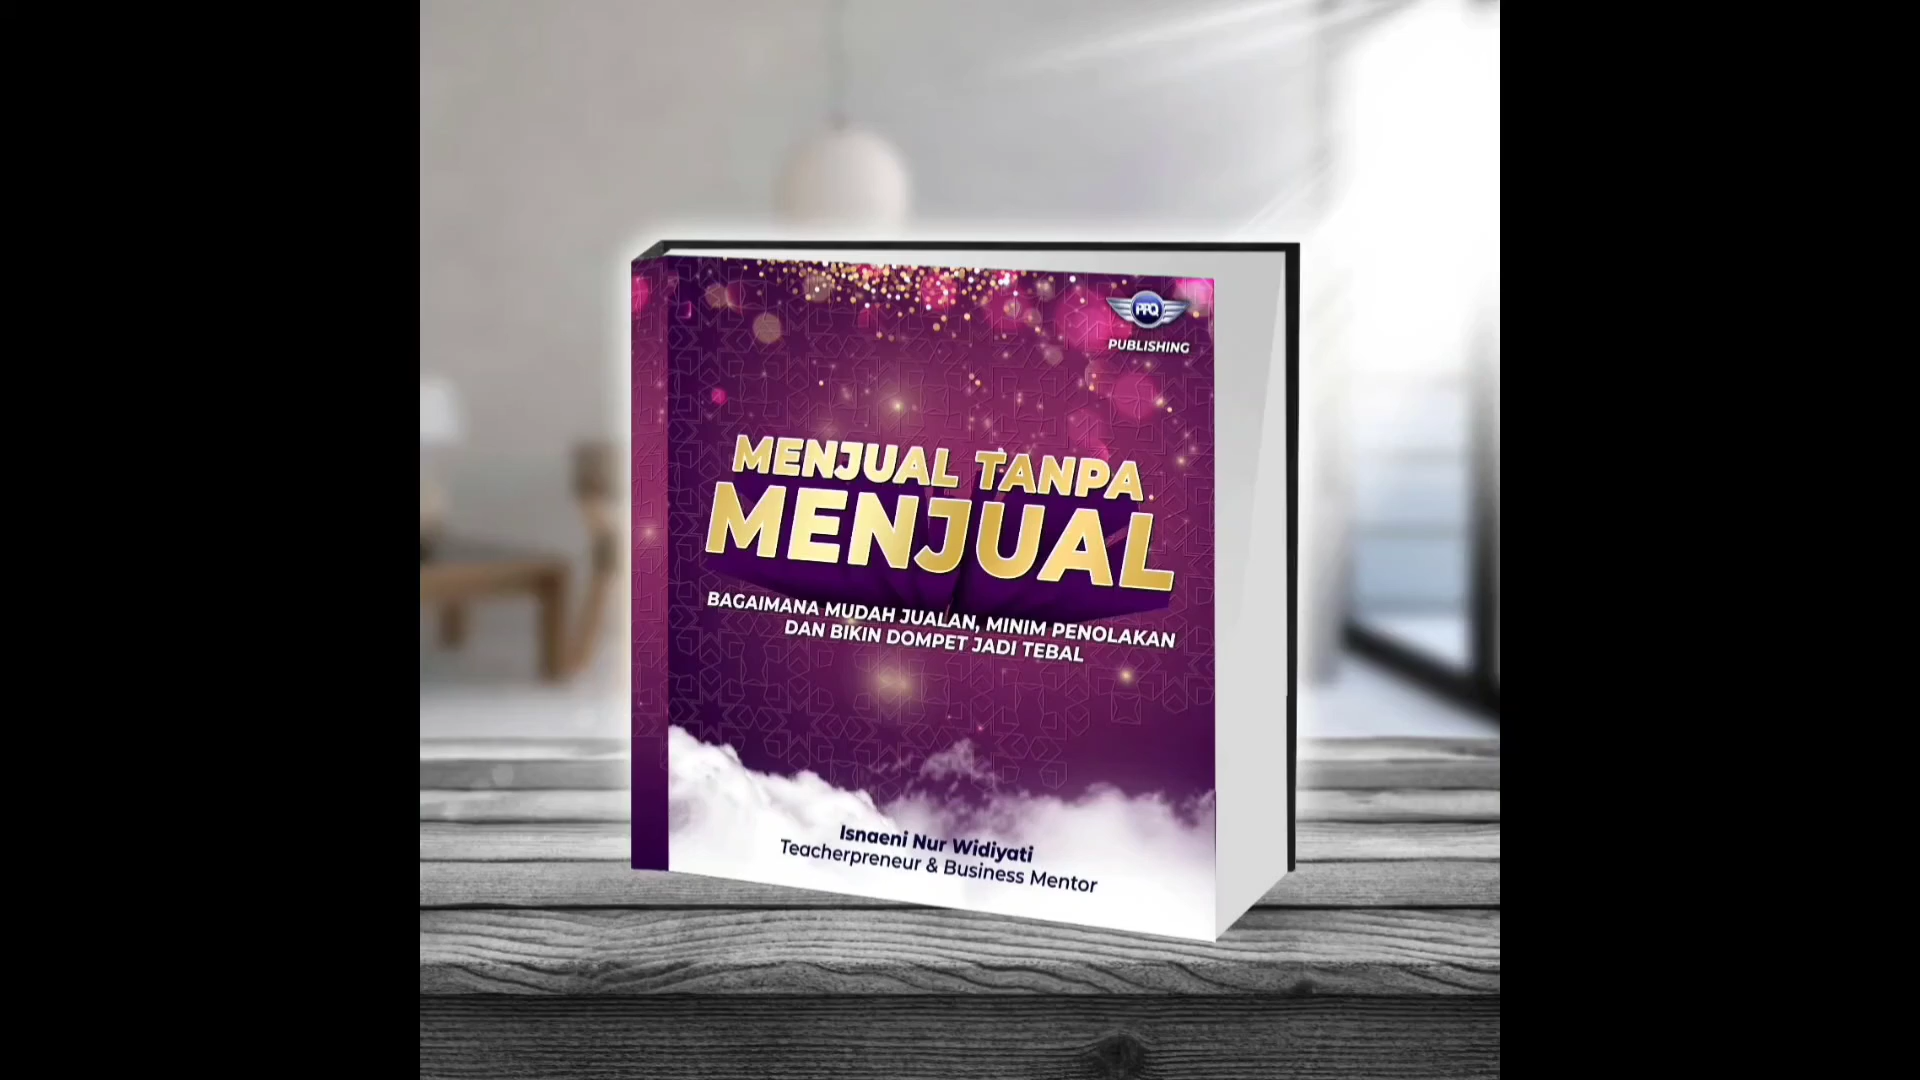 PPQ
PUBLISHING
MENJUAL TANPA
MENJUAL
BAGAIMANA MUDAH JUALAN, MINIM PENOLAKAN
DAN BIKIN DOMPET JADI TEBAL
Isnaeni Nur Widiyati
Teacherpreneur & Business Mentor